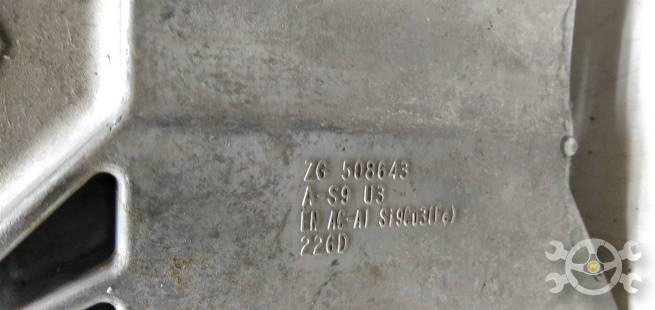 ZG 508643
A-S9 U3
EN AC-Al Si9Cu3(Fe)
226D